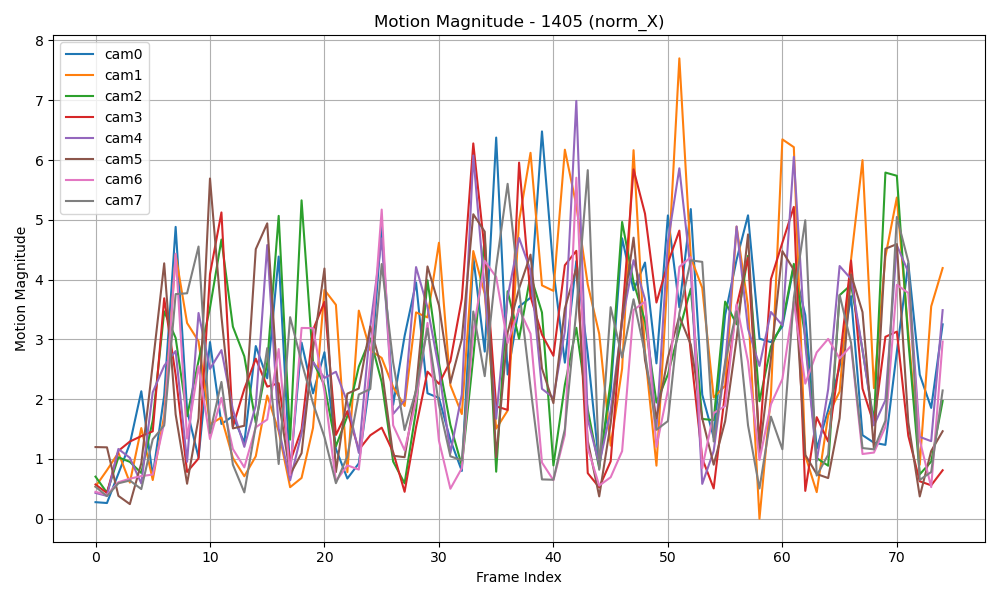 Motion Magnitude - 1405 (norm_X)
cam0
cam1
cam2
cam3
cam4
cam5
cam6
cam7
Motion Magnitude
8
7
6
5
4
3
2
1
0
0 10 20 30 40 50 60 70
Frame Index